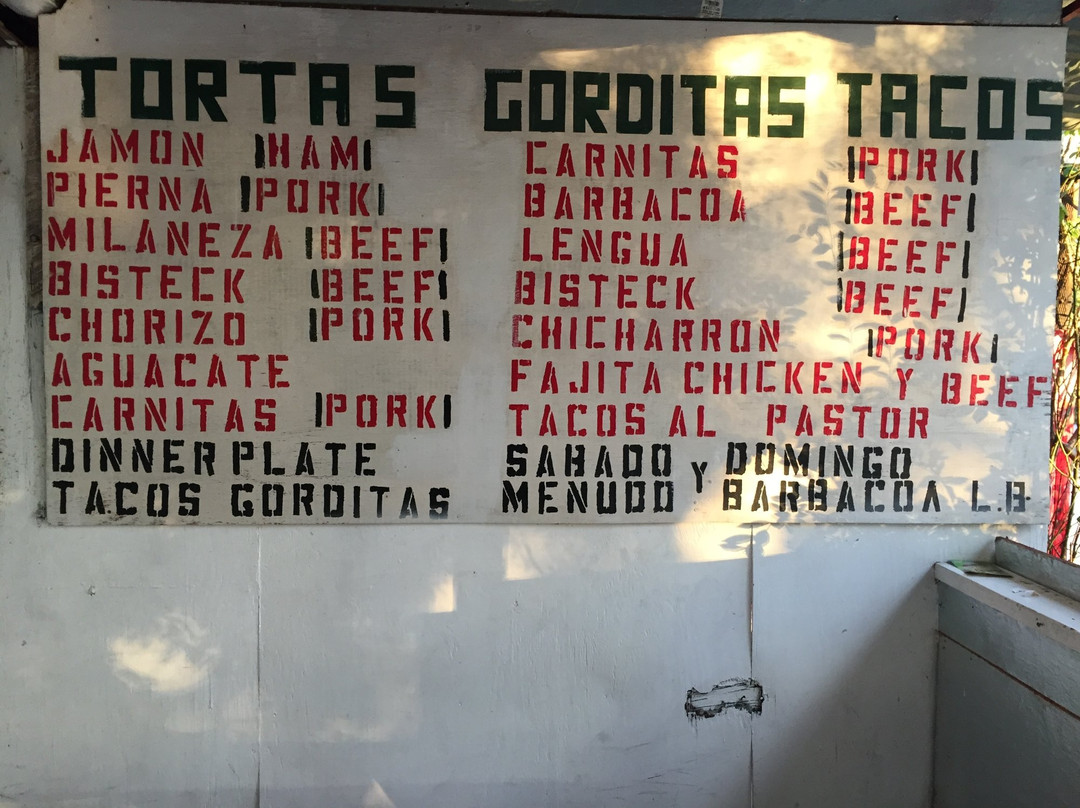 TORTAS
JAMON |HAM|
PIERNA |PORK|
MILANEZA |BEEF|
BISTECK |BEEF|
CHORIZO |PORK|
AGUACATE
CARNITAS |PORK|
DINNER PLATE
TACOS GORDITAS
GORDITAS TACOS
CARNITAS |PORK|
BARBACOA |BEEF|
LENGUA |BEEF|
BISTECK |BEEF|
CHICHARRON |PORK|
FAJITA CHICKEN Y BEEF
TACOS AL PASTOR
SABADO Y DOMINGO
MENUDO BARBACOA L.B